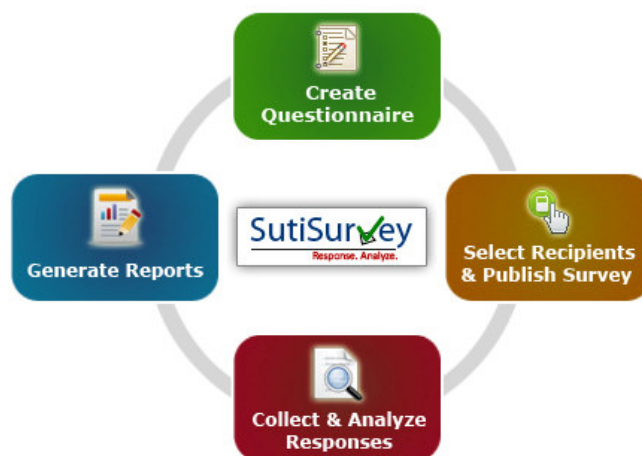 Create
Questionnaire
Generate Reports
SutiSurvey
Response. Analyze.
Select Recipients
& Publish Survey
Collect & Analyze
Responses